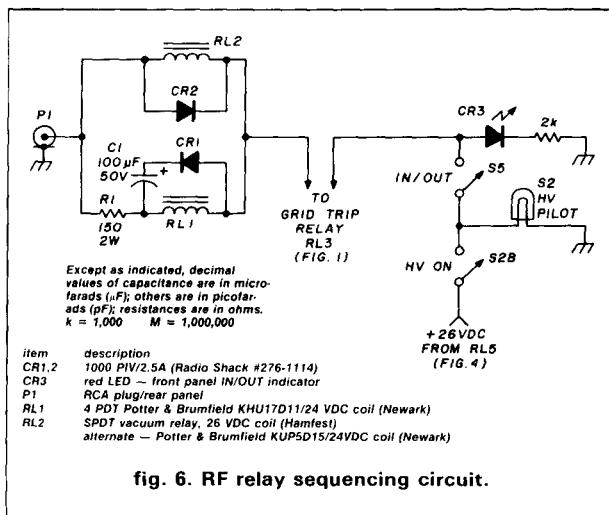 RL2
CR2
P1
C1
100µF
50V
+
CR1
R1
150
2W
RL1
TO
GRID TRIP
RELAY
RL3
(FIG. 1)
CR3
2k
IN/OUT
S5
S2
HV
PILOT
HV ON
S2B
+26VDC
FROM RL5
(FIG. 4)
Except as indicated, decimal
values of capacitance are in micro-
farads (µF); others are in picofar-
ads (pF); resistances are in ohms.
k = 1,000 M = 1,000,000
item description
CR1,2 1000 PIV/2.5A (Radio Shack #276-1114)
CR3 red LED — front panel IN/OUT indicator
P1 RCA plug/rear panel
RL1 4 PDT Potter & Brumfield KHU17D11/24 VDC coil (Newark)
RL2 SPDT vacuum relay, 26 VDC coil (Hamfest)
alternate — Potter & Brumfield KUP5D15/24VDC coil (Newark)
fig. 6. RF relay sequencing circuit.